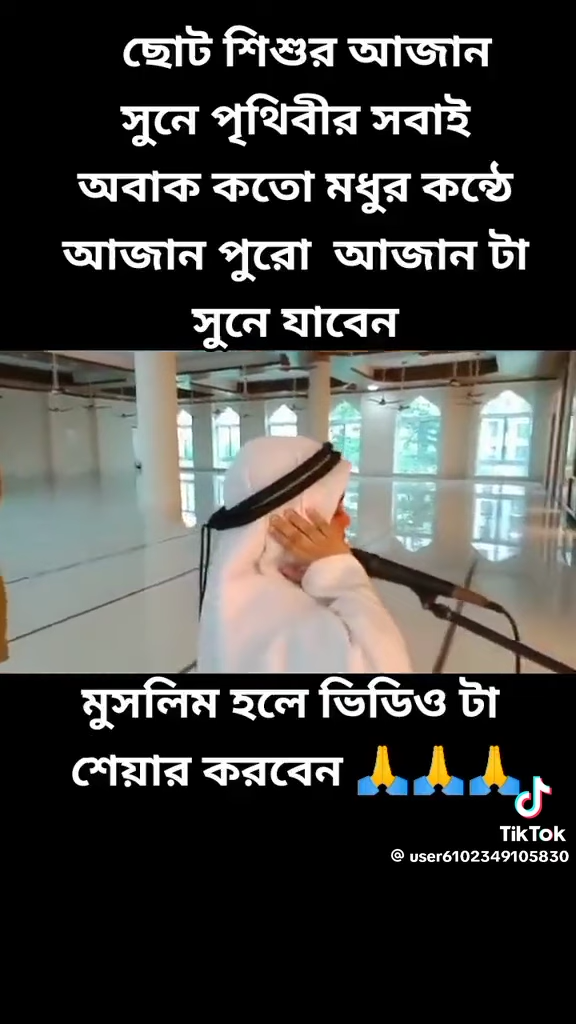 ছোট শিশুর আজান
সুনে পৃথিবীর সবাই
অবাক কতো মধুর কন্ঠে
আজান পুরো আজান টা
সুনে যাবেন
মুসলিম হলে ভিডিও টা
শেয়ার করবেন 🙏🙏🙏
TikTok
@ user6102349105830